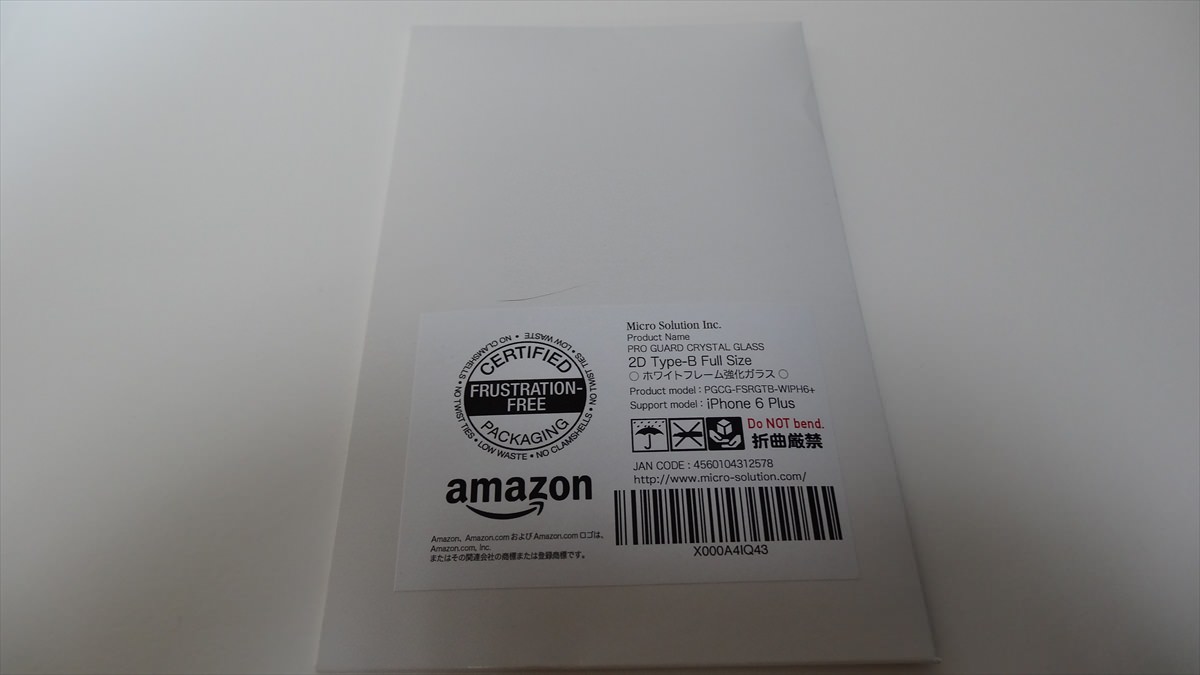 NO TWIST TIES • LOW WASTE • NO CLAMSHELLS • NO TWIST TIES • LOW WASTE • NO CLAMSHELLS •
CERTIFIED
FRUSTRATION-
FREE
PACKAGING
amazon
Amazon、Amazon.comおよびAmazon.comロゴは、
Amazon.com, Inc.
またはその関連会社の商標または登録商標です。
Micro Solution Inc.
Product Name
PRO GUARD CRYSTAL GLASS
2D Type-B Full Size
○ ホワイトフレーム強化ガラス ○
Product model : PGCG-FSRGTB-WIPH6+
Support model : iPhone 6 Plus
Do NOT bend.
折曲厳禁
JAN CODE : 4560104312578
http://www.micro-solution.com/
X000A4IQ43